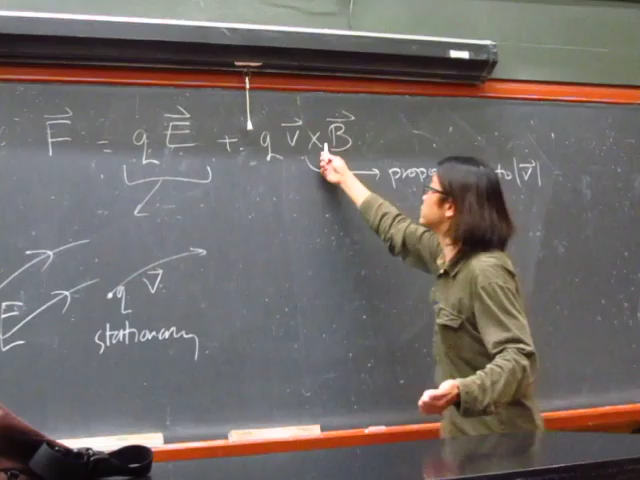 F⃗ = qE⃗ + qv⃗ × B⃗
→ prop to |v⃗|
E
q v⃗
stationary